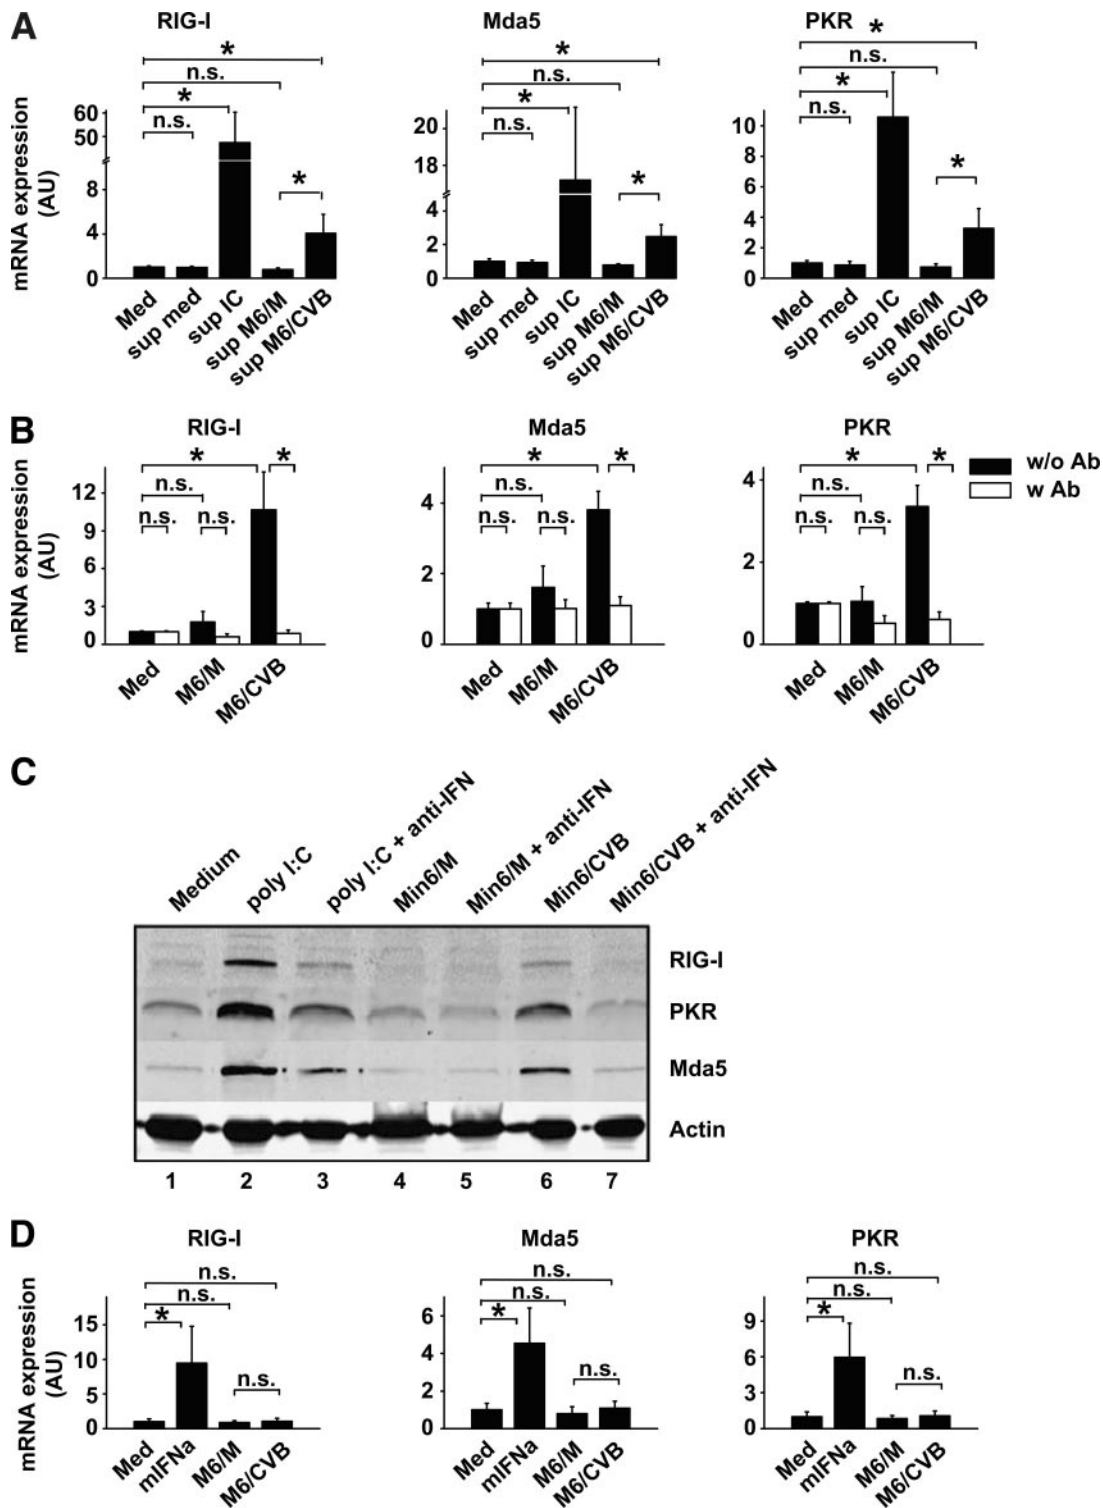 A
RIG-I
Mda5
PKR
*
*
*
n.s.
n.s.
n.s.
*
*
*
n.s.
n.s.
n.s.
*
*
*
mRNA expression
(AU)
60
50
8
4
0
20
18
4
2
0
10
8
6
4
2
0
Med
sup med
sup IC
sup M6/M
sup M6/CVB
Med
sup med
sup IC
sup M6/M
sup M6/CVB
Med
sup med
sup IC
sup M6/M
sup M6/CVB
B
RIG-I
Mda5
PKR
* *
* *
* *
w/o Ab
w Ab
n.s.
n.s.
n.s.
n.s. n.s.
n.s. n.s.
n.s. n.s.
mRNA expression
(AU)
12
9
6
3
0
4
2
0
4
2
0
Med
M6/M
M6/CVB
Med
M6/M
M6/CVB
Med
M6/M
M6/CVB
C
Medium
poly I:C
poly I:C + anti-IFN
Min6/M
Min6/M + anti-IFN
Min6/CVB
Min6/CVB + anti-IFN
RIG-I
PKR
Mda5
Actin
1 2 3 4 5 6 7
D
RIG-I
Mda5
PKR
n.s.
n.s.
n.s.
n.s.
n.s.
n.s.
*
*
*
n.s.
n.s.
n.s.
mRNA expression
(AU)
15
10
5
0
6
4
2
0
9
6
3
0
Med
mIFNa
M6/M
M6/CVB
Med
mIFNa
M6/M
M6/CVB
Med
mIFNa
M6/M
M6/CVB